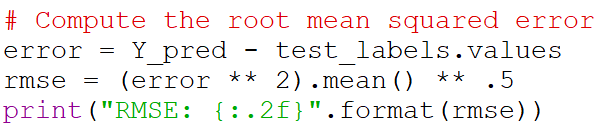 # Compute the root mean squared error
error = Y_pred - test_labels.values
rmse = (error ** 2).mean() ** .5
print("RMSE: {:.2f}".format(rmse))